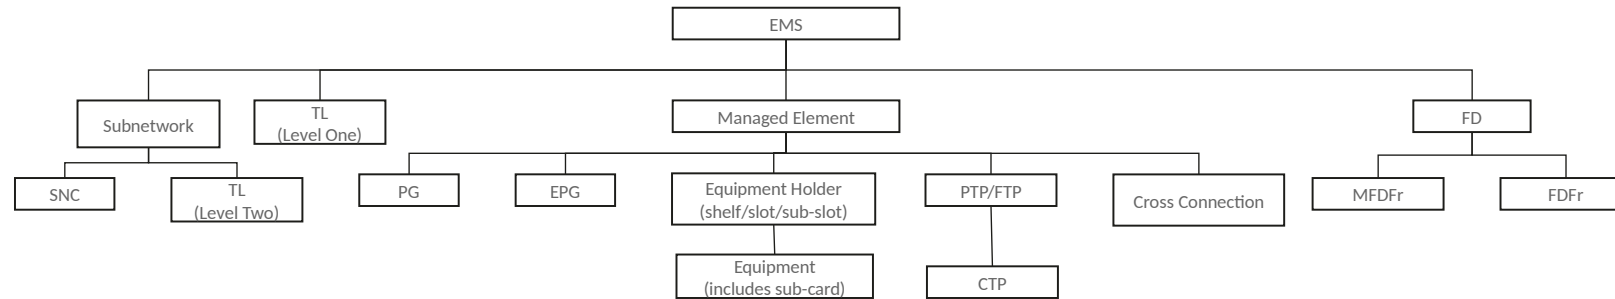 EMS
Subnetwork
TL
(Level One)
Managed Element
FD
SNC
TL
(Level Two)
PG
EPG
Equipment Holder
(shelf/slot/sub-slot)
PTP/FTP
Cross Connection
MFDFr
FDFr
Equipment
(includes sub-card)
CTP